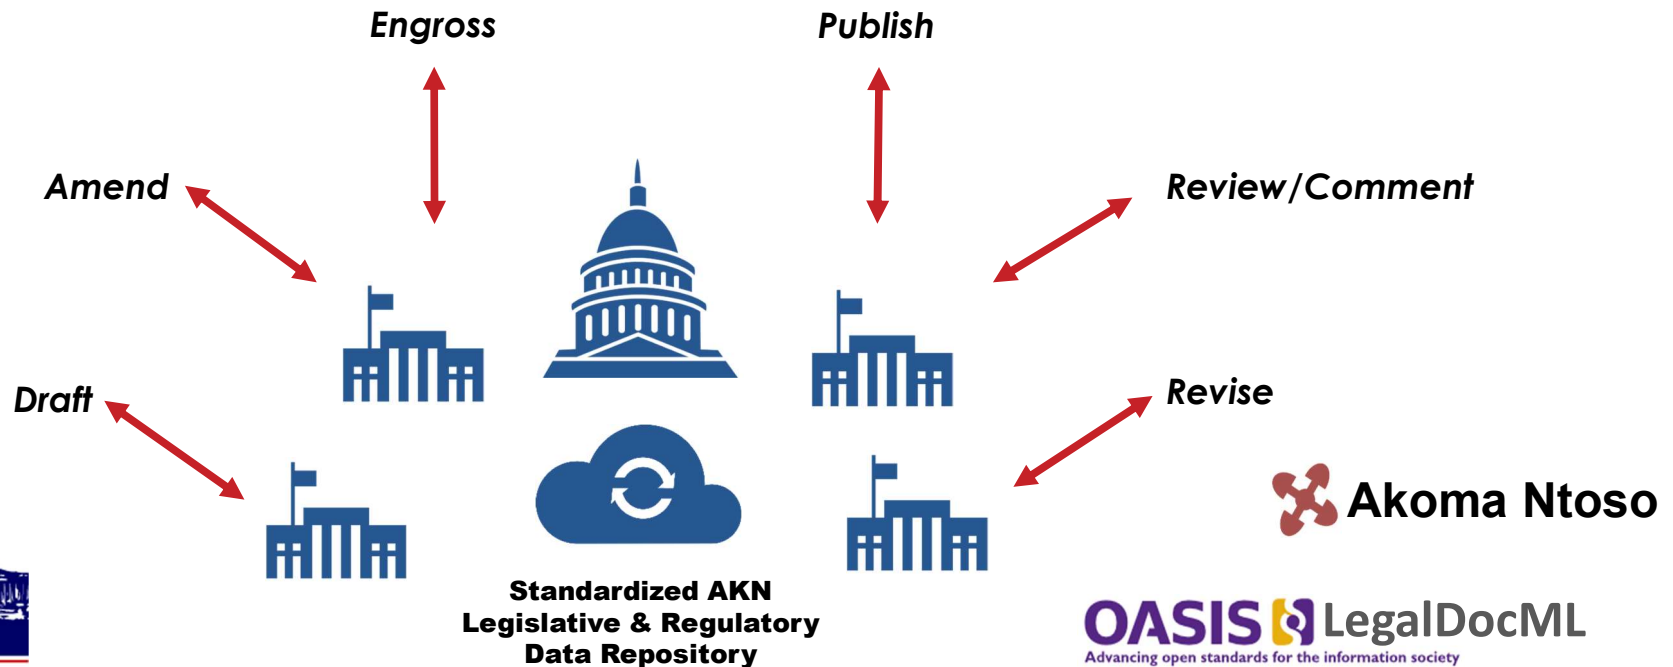 Engross
Publish
Amend
Review/Comment
Draft
Revise
Akoma Ntoso
Standardized AKN
Legislative & Regulatory
Data Repository
OASIS LegalDocML
Advancing open standards for the information society